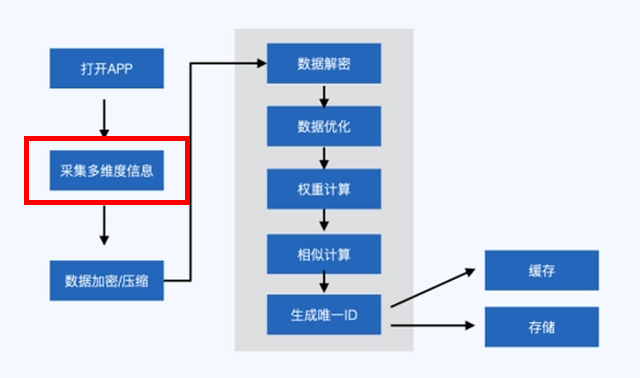 打开APP
采集多维度信息
数据加密/压缩
数据解密
数据优化
权重计算
相似计算
生成唯一ID
缓存
存储